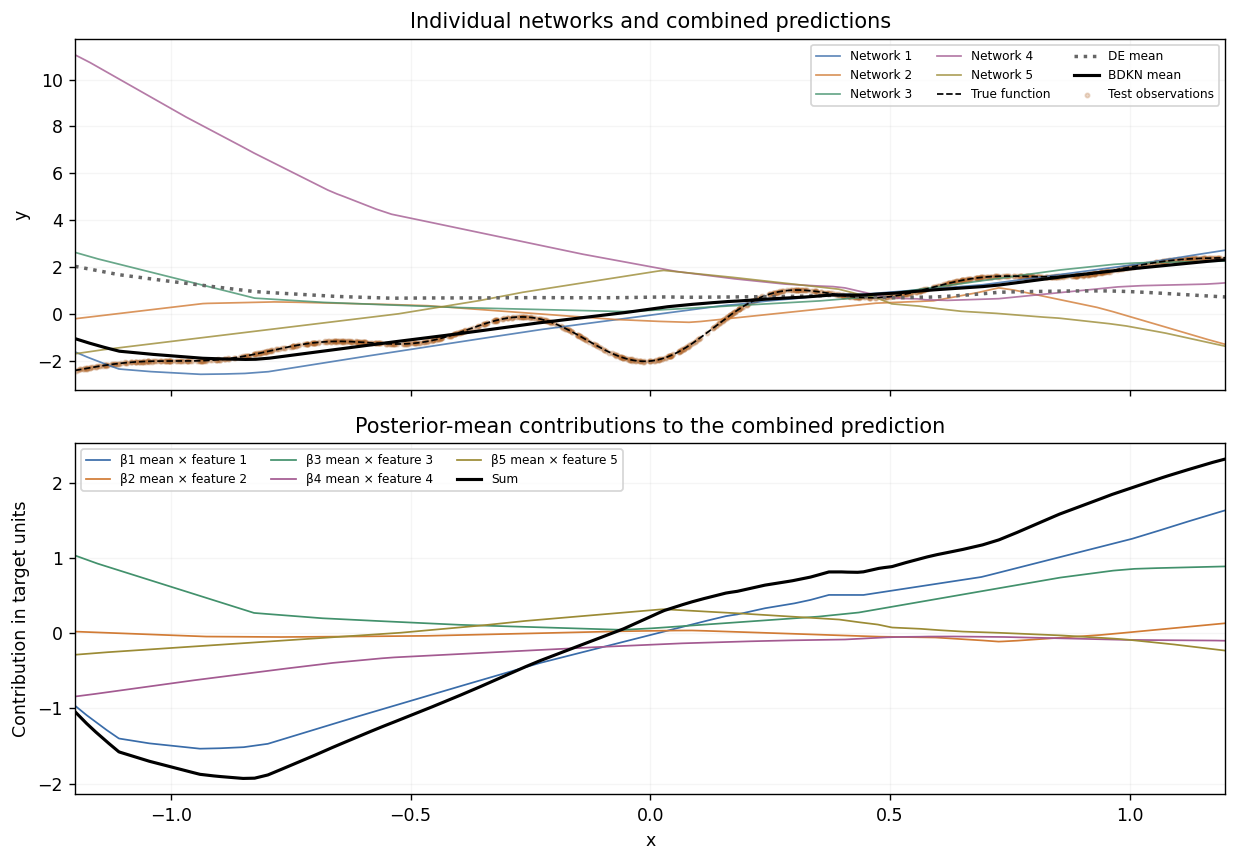 Individual networks and combined predictions
Network 1
Network 2
Network 3
Network 4
Network 5
True function
DE mean
BDKN mean
Test observations
y
10
8
6
4
2
0
−2
Posterior-mean contributions to the combined prediction
β1 mean × feature 1
β2 mean × feature 2
β3 mean × feature 3
β4 mean × feature 4
β5 mean × feature 5
Sum
Contribution in target units
2
1
0
−1
−2
−1.0
−0.5
0.0
0.5
1.0
x